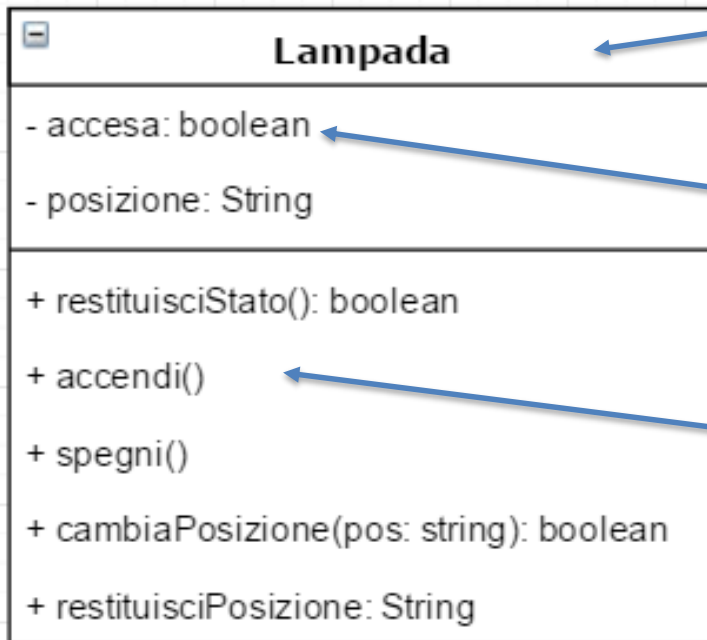 Lampada
- accesa: boolean
- posizione: String
+ restituisciStato(): boolean
+ accendi()
+ spegni()
+ cambiaPosizione(pos: string): boolean
+ restituisciPosizione: String